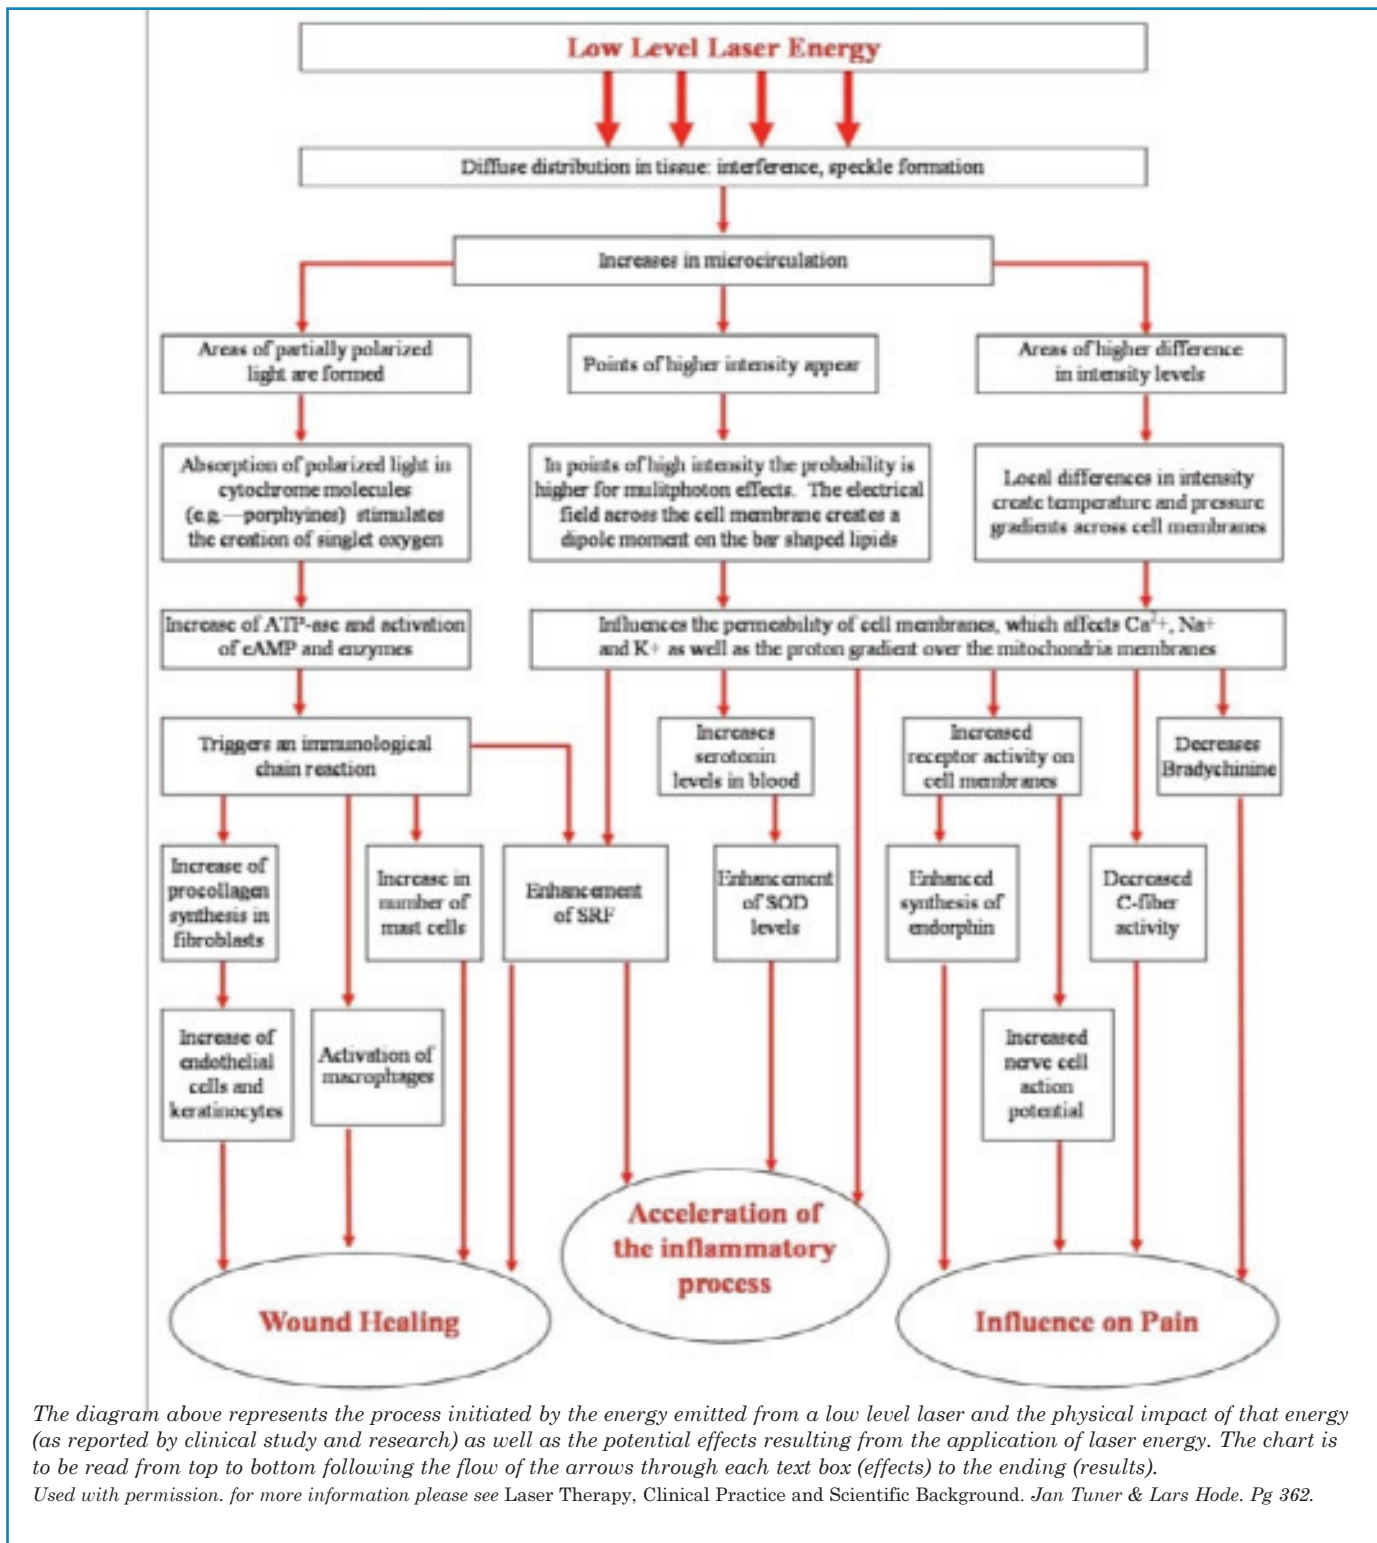 Low Level Laser Energy
Diffuse distribution in tissue: interference, speckle formation
Increases in microcirculation
Areas of partially polarized
light are formed
Points of higher intensity appear
Areas of higher difference
in intensity levels
Absorption of polarized light in
cytochrome molecules
(e.g.—porphyines) stimulates
the creation of singlet oxygen
In points of high intensity the probability is
higher for mulitphoton effects. The electrical
field across the cell membrane creates a
dipole moment on the bar shaped lipids
Local differences in intensity
create temperature and pressure
gradients across cell membranes
Increase of ATP-ase and activation
of cAMP and enzymes
Influences the permeability of cell membranes, which affects Ca²+, Na+
and K+ as well as the proton gradient over the mitochondria membranes
Triggers an immunological
chain reaction
Increases
serotonin
levels in blood
Increased
receptor activity on
cell membranes
Decreases
Bradychinine
Increase of
procollagen
synthesis in
fibroblasts
Increase in
number of
mast cells
Enhancement
of SRF
Enhancement
of SOD
levels
Enhanced
synthesis of
endorphin
Decreased
C-fiber
activity
Increase of
endothelial
cells and
keratinocytes
Activation of
macrophages
Increased
nerve cell
action
potential
Acceleration of
the inflammatory
process
Wound Healing
Influence on Pain
The diagram above represents the process initiated by the energy emitted from a low level laser and the physical impact of that energy
(as reported by clinical study and research) as well as the potential effects resulting from the application of laser energy. The chart is
to be read from top to bottom following the flow of the arrows through each text box (effects) to the ending (results).
Used with permission. for more information please see Laser Therapy, Clinical Practice and Scientific Background. Jan Tuner & Lars Hode. Pg 362.